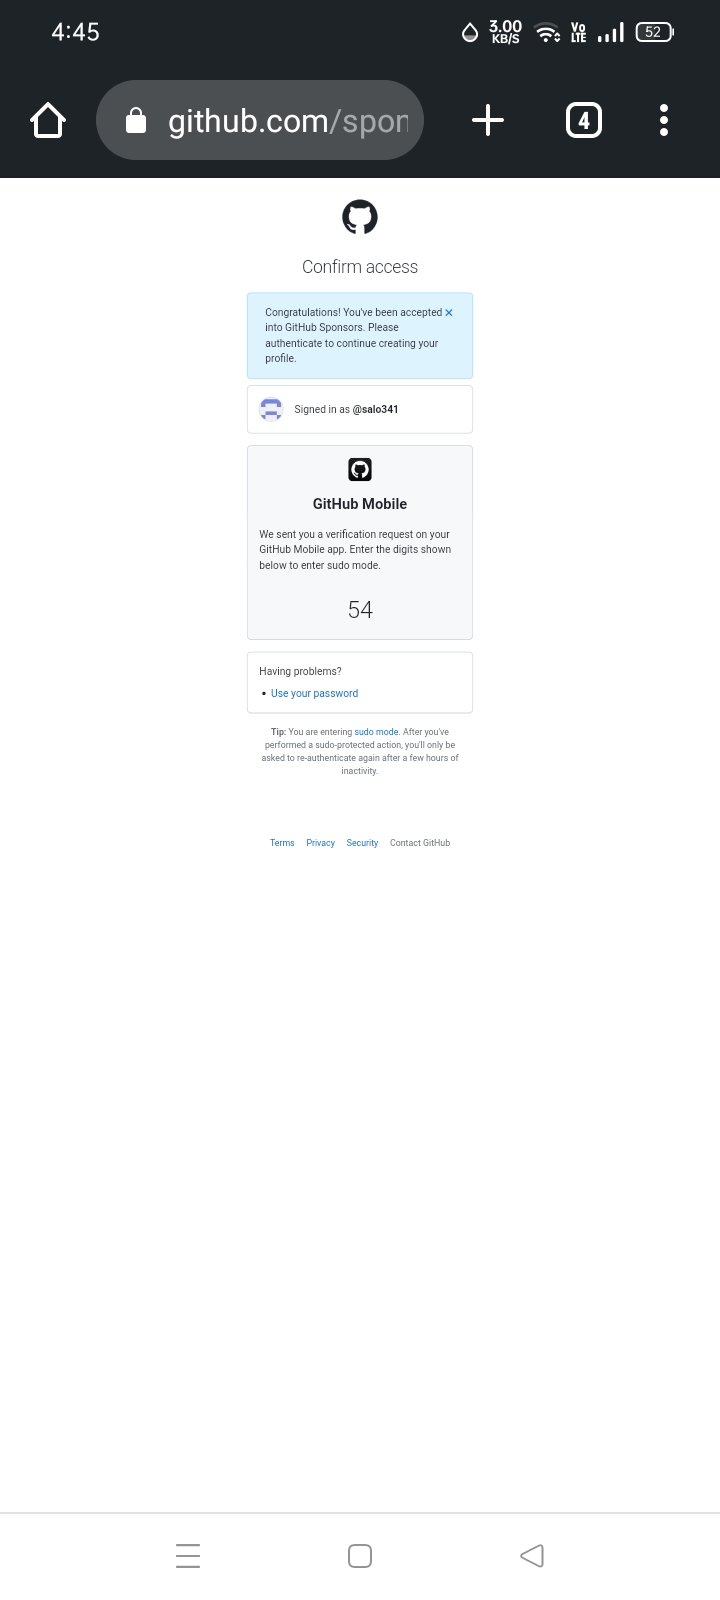 4:45
3.00
KB/S
Vo
LTE
52
github.com/spon
4
Confirm access
Congratulations! You've been accepted
into GitHub Sponsors. Please
authenticate to continue creating your
profile.
Signed in as @salo341
GitHub Mobile
We sent you a verification request on your
GitHub Mobile app. Enter the digits shown
below to enter sudo mode.
54
Having problems?
• Use your password
Tip: You are entering sudo mode. After you've
performed a sudo-protected action, you'll only be
asked to re-authenticate again after a few hours of
inactivity.
Terms Privacy Security Contact GitHub